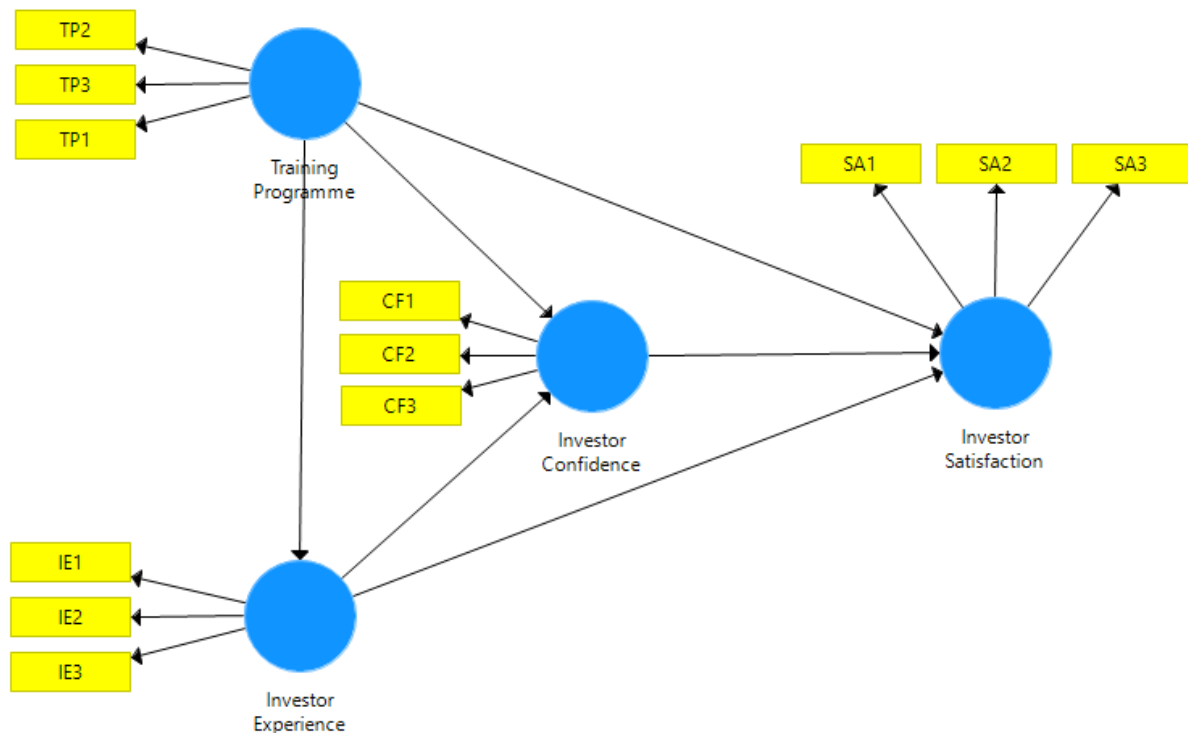 TP2
TP3
TP1
Training
Programme
SA1
SA2
SA3
CF1
CF2
CF3
Investor
Confidence
Investor
Satisfaction
IE1
IE2
IE3
Investor
Experience